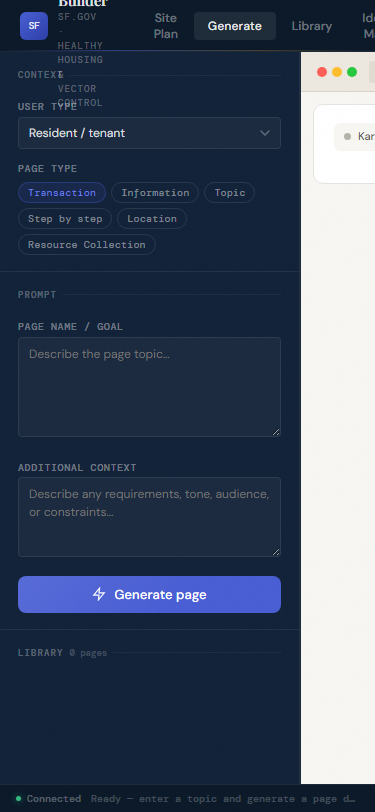 SF
Builder
SF.GOV
-
HEALTHY
HOUSING
&
VECTOR
CONTROL
Site
Plan
Generate
Library
CONTEXT
USER TYPE
Resident / tenant
PAGE TYPE
Transaction
Information
Topic
Step by step
Location
Resource Collection
PROMPT
PAGE NAME / GOAL
Describe the page topic…
ADDITIONAL CONTEXT
Describe any requirements, tone, audience,
or constraints…
Generate page
LIBRARY 0 pages
Connected Ready — enter a topic and generate a page d…
Kar